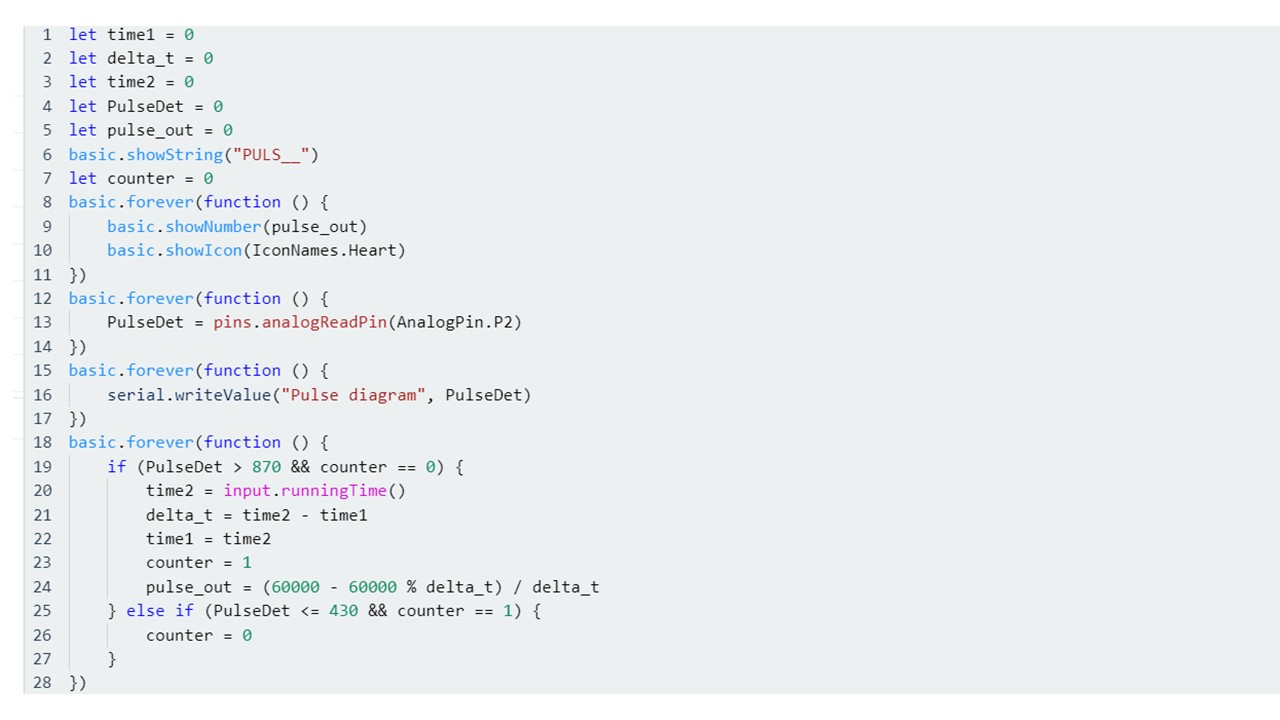 1 let time1 = 0
2 let delta_t = 0
3 let time2 = 0
4 let PulseDet = 0
5 let pulse_out = 0
6 basic.showString("PULS__")
7 let counter = 0
8 basic.forever(function () {
9     basic.showNumber(pulse_out)
10     basic.showIcon(IconNames.Heart)
11 })
12 basic.forever(function () {
13     PulseDet = pins.analogReadPin(AnalogPin.P2)
14 })
15 basic.forever(function () {
16     serial.writeValue("Pulse diagram", PulseDet)
17 })
18 basic.forever(function () {
19     if (PulseDet > 870 && counter == 0) {
20         time2 = input.runningTime()
21         delta_t = time2 - time1
22         time1 = time2
23         counter = 1
24         pulse_out = (60000 - 60000 % delta_t) / delta_t
25     } else if (PulseDet <= 430 && counter == 1) {
26         counter = 0
27     }
28 })